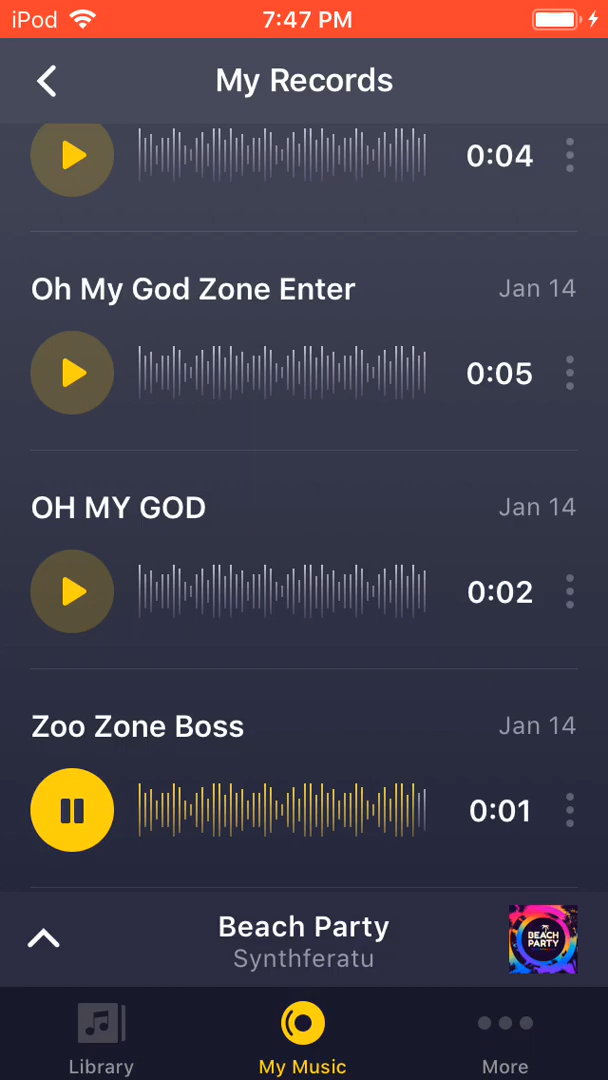 iPod 7:47 PM
My Records
0:04
Oh My God Zone Enter Jan 14
0:05
OH MY GOD Jan 14
0:02
Zoo Zone Boss Jan 14
0:01
Beach Party
Synthferatu
BEACH
PARTY
Library My Music More